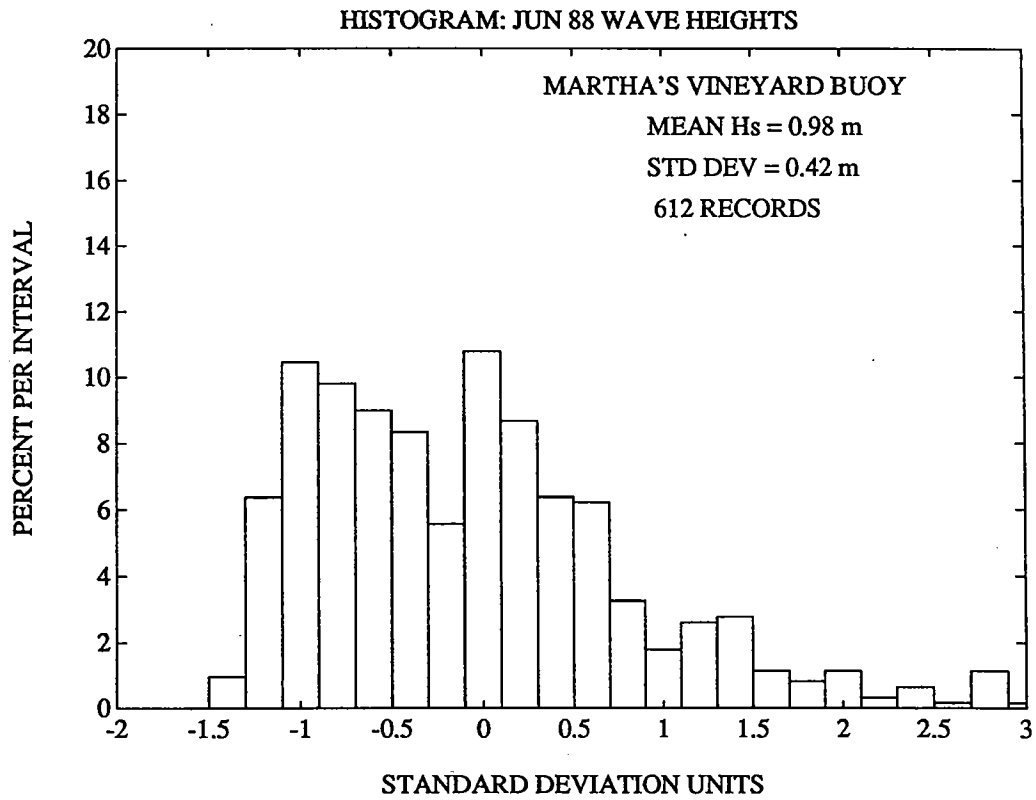 HISTOGRAM: JUN 88 WAVE HEIGHTS
MARTHA'S VINEYARD BUOY
MEAN Hs = 0.98 m
STD DEV = 0.42 m
612 RECORDS
PERCENT PER INTERVAL
20
18
16
14
12
10
8
6
4
2
0
-2 -1.5 -1 -0.5 0 0.5 1 1.5 2 2.5 3
STANDARD DEVIATION UNITS